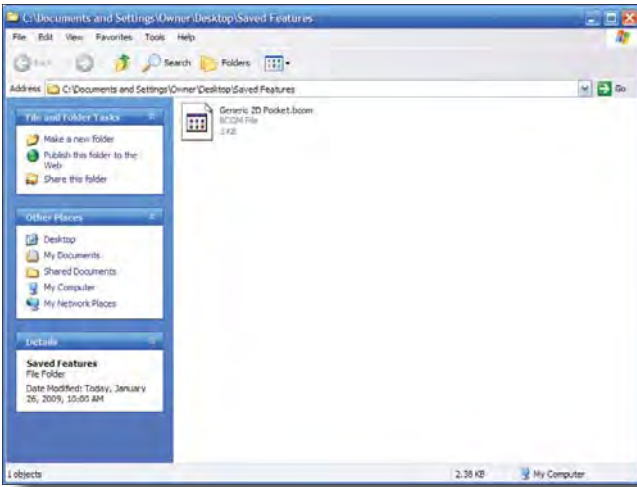 C:\Documents and Settings\Owner\Desktop\Saved Features
File Edit View Favorites Tools Help
Back Search Folders
Address C:\Documents and Settings\Owner\Desktop\Saved Features Go
File and Folder Tasks
Make a new folder
Publish this folder to the
Web
Share this folder
Other Places
Desktop
My Documents
Shared Documents
My Computer
My Network Places
Details
Saved Features
File Folder
Date Modified: Today, January
26, 2009, 10:00 AM
Generic 2D Pocket.bcom
BCOM File
KB
1 objects 2.38 KB My Computer